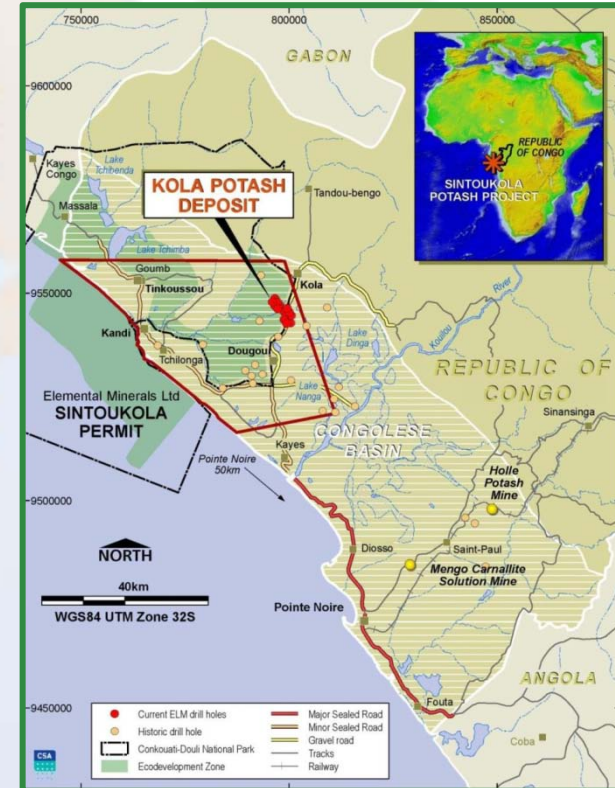 750000
800000
850000
9600000
GABON
REPUBLIC
OF CONGO
SINTOUKOLA
POTASH PROJECT
Kayes
Congo
Lake
Tchibenda
Massala
KOLA POTASH
DEPOSIT
Tandou-bengo
Lake Tchimba
Goumb
9550000
Tinkoussou
Kola
River
Kouilou
Kandi
Tchilonga
Dougou
Lake
Dinga
REPUBLIC OF
CONGO
Elemental Minerals Ltd
SINTOUKOLA
PERMIT
Lake
Nanga
Sinansinga
CONGOLESE
BASIN
Kayes
Pointe Noire
50km
Holle
Potash
Mine
9500000
NORTH
Diosso
Saint-Paul
Mengo Carnallite
Solution Mine
40km
WGS84 UTM Zone 32S
Pointe Noire
ANGOLA
9450000
Fouta
Coba
Current ELM drill holes
Historic drill hole
Conkouati-Douli National Park
Ecodevelopment Zone
Major Sealed Road
Minor Sealed Road
Gravel road
Tracks
Railway
CSA